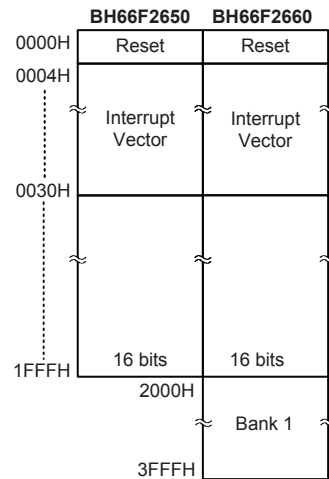 BH66F2650 BH66F2660
0000H Reset Reset
0004H
Interrupt Vector Interrupt Vector
0030H
16 bits 16 bits
1FFFH
2000H
Bank 1
3FFFH